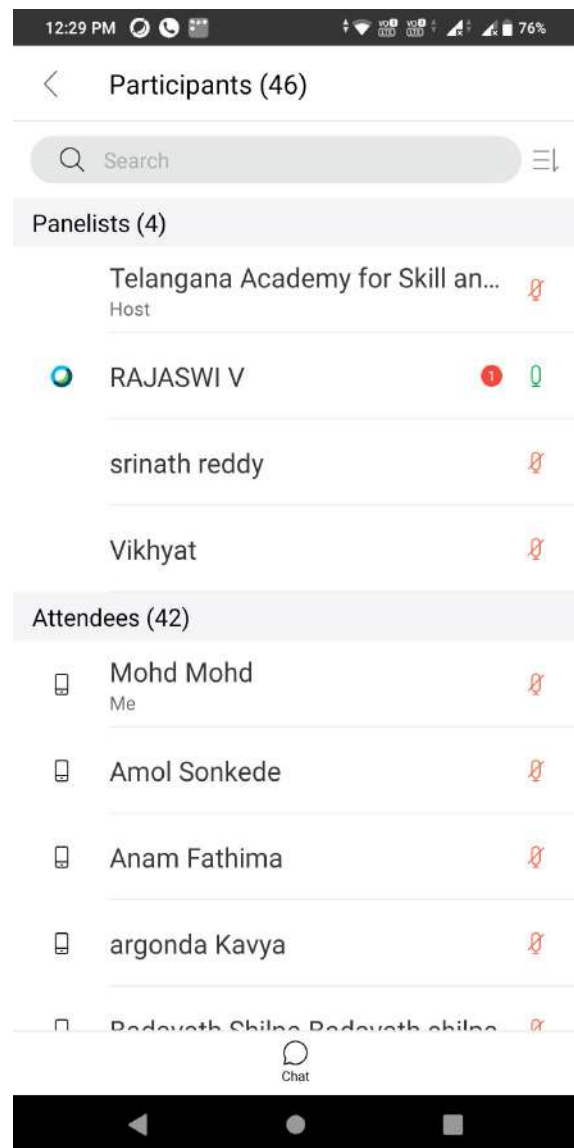 12:29 PM 76%
Participants (46)
Search
Panelists (4)
Telangana Academy for Skill an...
Host
RAJASWI V 1
srinath reddy
Vikhyat
Attendees (42)
Mohd Mohd
Me
Amol Sonkede
Anam Fathima
argonda Kavya
Chat